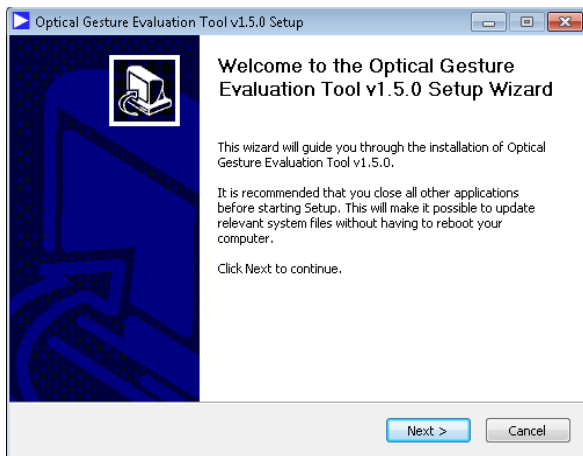 Optical Gesture Evaluation Tool v1.5.0 Setup
Welcome to the Optical Gesture
Evaluation Tool v1.5.0 Setup Wizard
This wizard will guide you through the installation of Optical
Gesture Evaluation Tool v1.5.0.
It is recommended that you close all other applications
before starting Setup. This will make it possible to update
relevant system files without having to reboot your
computer.
Click Next to continue.
Next >
Cancel